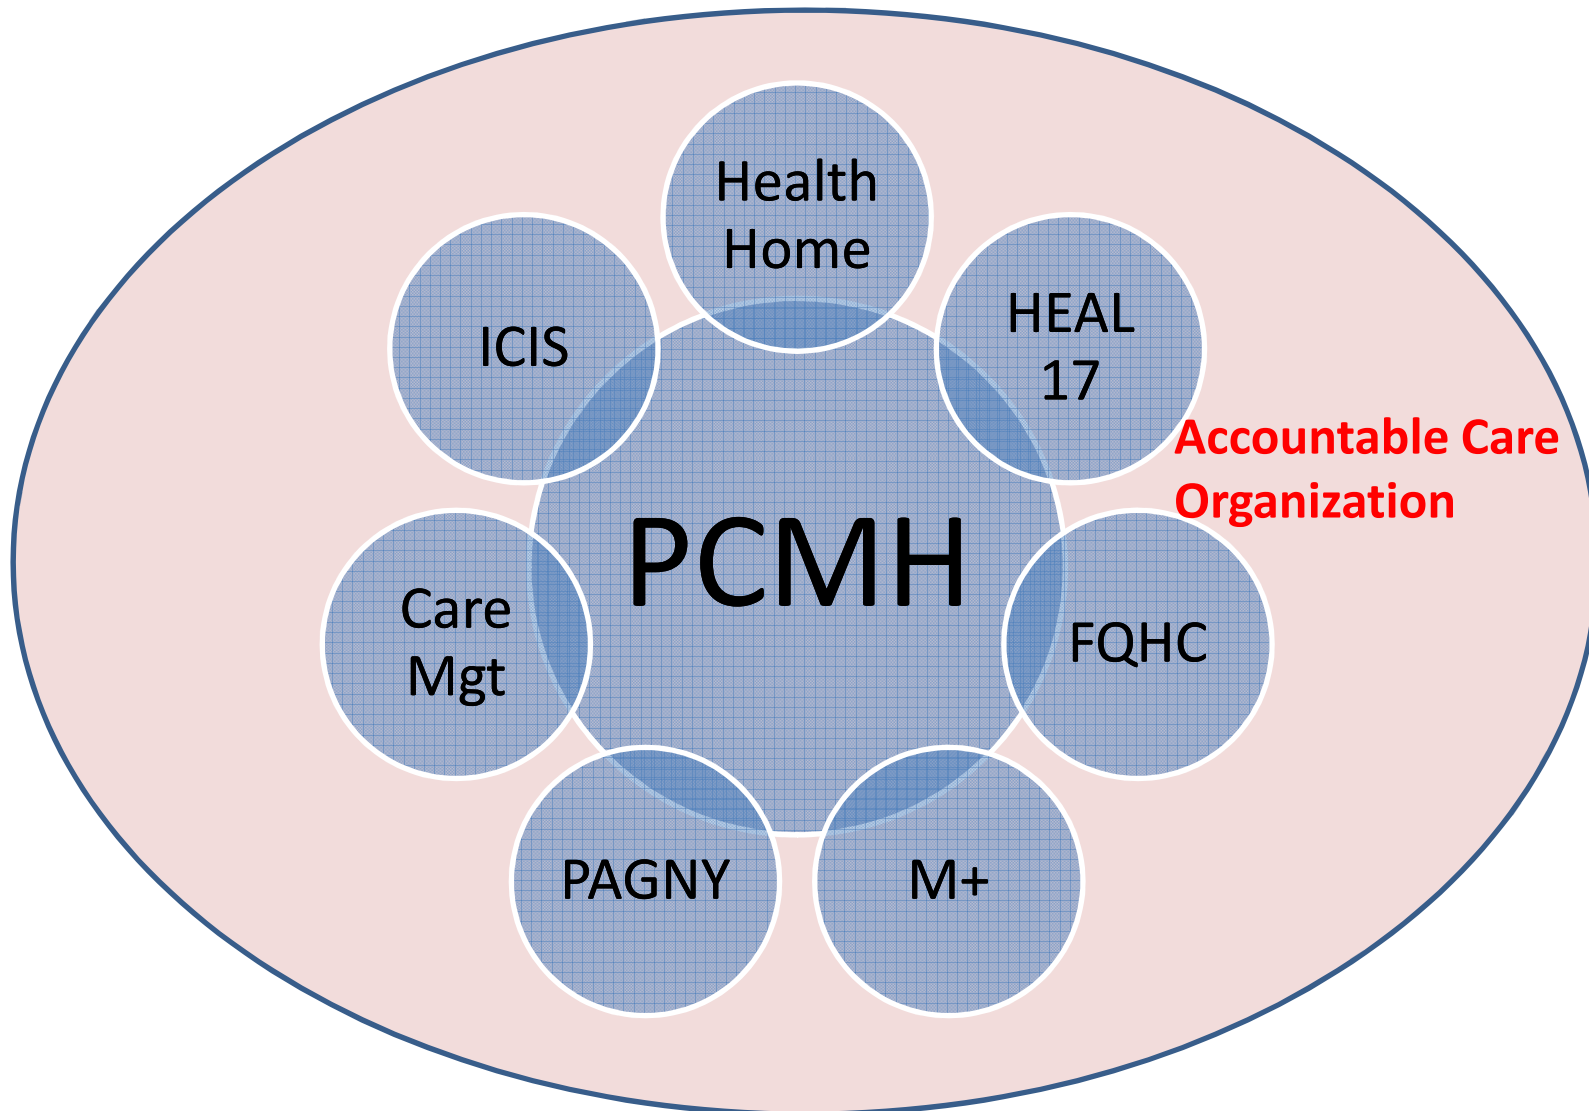 Health
Home
ICIS
HEAL
17
Accountable Care
Organization
PCMH
Care
Mgt
FQHC
PAGNY
M+